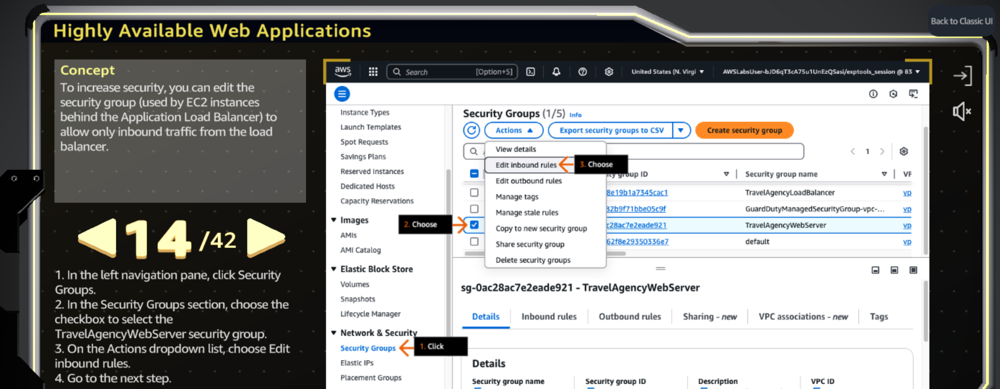 Back to Classic UI
Highly Available Web Applications
Concept
To increase security, you can edit the
security group (used by EC2 instances
behind the Application Load Balancer) to
allow only inbound traffic from the load
balancer.
14 /42
1. In the left navigation pane, click Security
Groups.
2. In the Security Groups section, choose the
checkbox to select the
TravelAgencyWebServer security group.
3. On the Actions dropdown list, choose Edit
inbound rules.
4. Go to the next step.
aws
Search [Option+S]
United States (N. Virgi
AWSLabsUser-bJD6qT3cA75u1UnEzQSasi/exptools_session @ 83
Instance Types
Launch Templates
Spot Requests
Savings Plans
Reserved Instances
Dedicated Hosts
Capacity Reservations
Images
AMIs
AMI Catalog
Elastic Block Store
Volumes
Snapshots
Lifecycle Manager
Network & Security
Security Groups
1. Click
Elastic IPs
Placement Groups
Security Groups (1/5) Info
Actions
Export security groups to CSV
Create security group
1
View details
Edit inbound rules
3. Choose
Edit outbound rules
Manage tags
Manage stale rules
Copy to new security group
Share security group
Delete security groups
2. Choose
ity group ID
Security group name
VP
8e19b1a7345cac1 TravelAgencyLoadBalancer vp
82b9f71bbe05c9f GuardDutyManagedSecurityGroup-vpc-... vp
c28ac7e2eade921 TravelAgencyWebServer vp
62f8e29350336e7 default vp
sg-0ac28ac7e2eade921 - TravelAgencyWebServer
Details Inbound rules Outbound rules Sharing - new VPC associations - new Tags
Details
Security group name Security group ID Description VPC ID